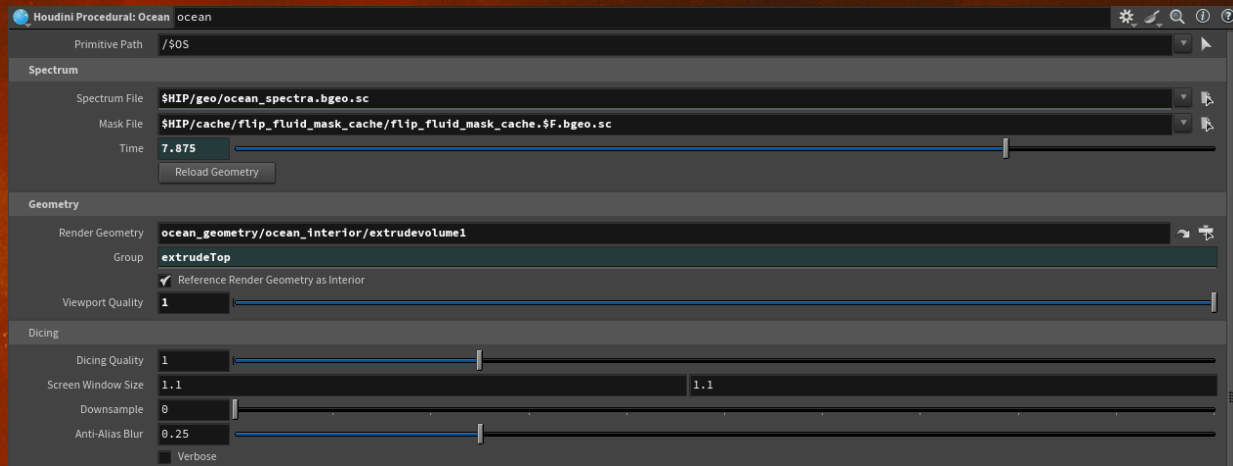 Houdini Procedural: Ocean ocean
Primitive Path /$OS
Spectrum
Spectrum File $HIP/geo/ocean_spectra.bgeo.sc
Mask File $HIP/cache/flip_fluid_mask_cache/flip_fluid_mask_cache.$F.bgeo.sc
Time 7.875
Reload Geometry
Geometry
Render Geometry ocean_geometry/ocean_interior/extrudevolume1
Group extrudeTop
Reference Render Geometry as Interior
Viewport Quality 1
Dicing
Dicing Quality 1
Screen Window Size 1.1 1.1
Downsample 0
Anti-Alias Blur 0.25
Verbose